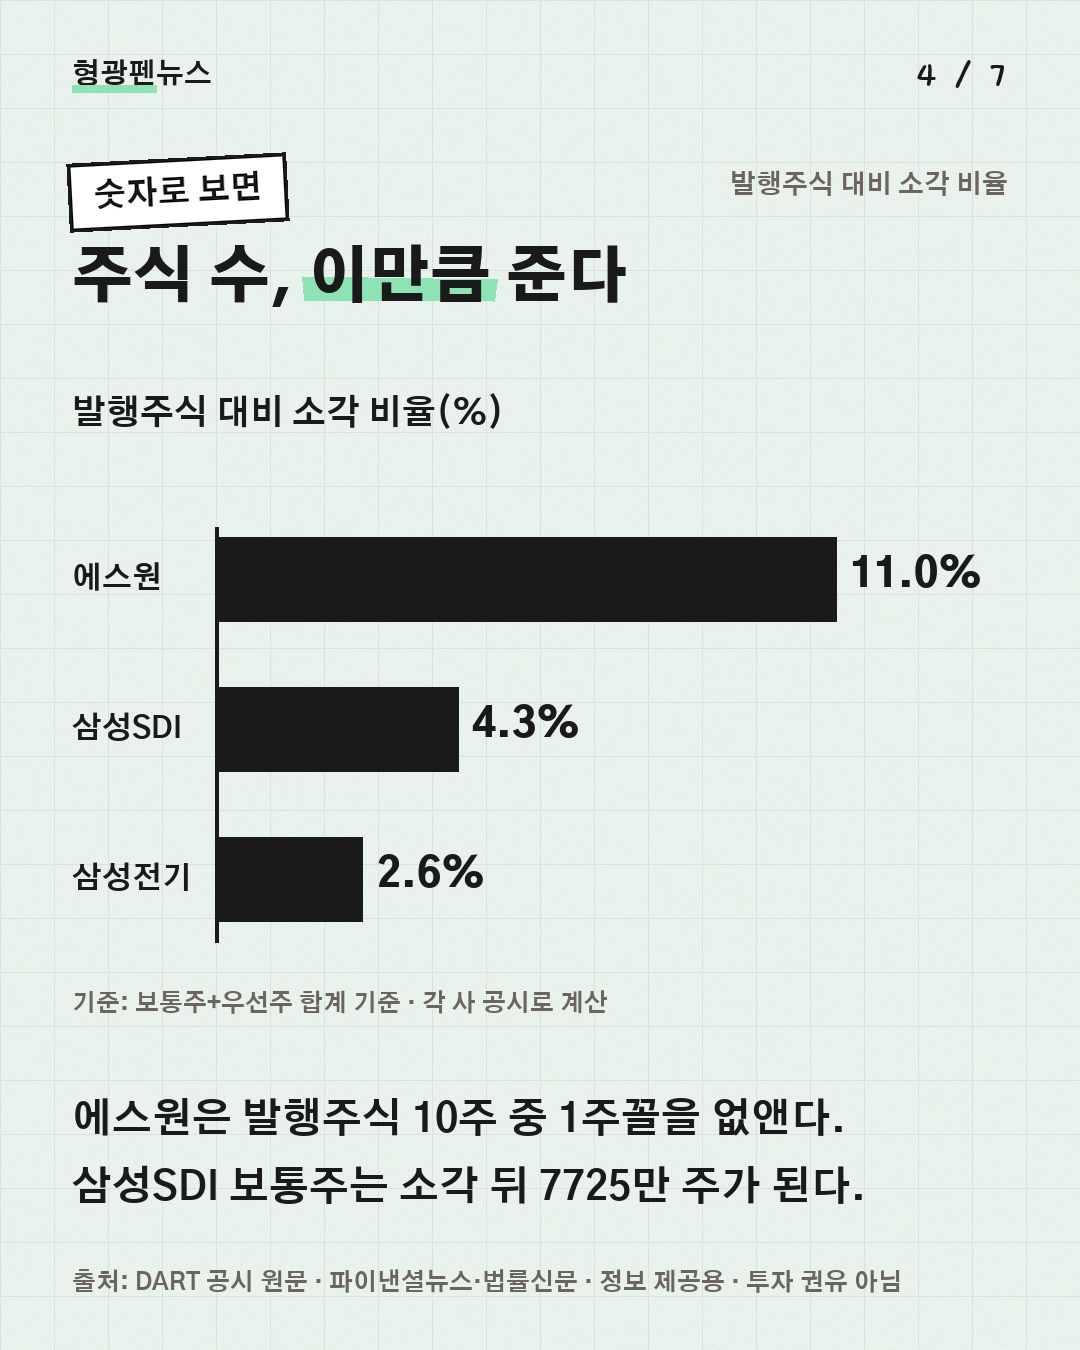 형광펜뉴스
4 / 7
숫자로 보면
발행주식 대비 소각 비율
주식 수, 이만큼 준다
발행주식 대비 소각 비율(%)
에스원 11.0%
삼성SDI 4.3%
삼성전기 2.6%
기준: 보통주+우선주 합계 기준 · 각 사 공시로 계산
에스원은 발행주식 10주 중 1주꼴을 없앤다.
삼성SDI 보통주는 소각 뒤 7725만 주가 된다.
출처: DART 공시 원문 · 파이낸셜뉴스·법률신문 · 정보 제공용 · 투자 권유 아님